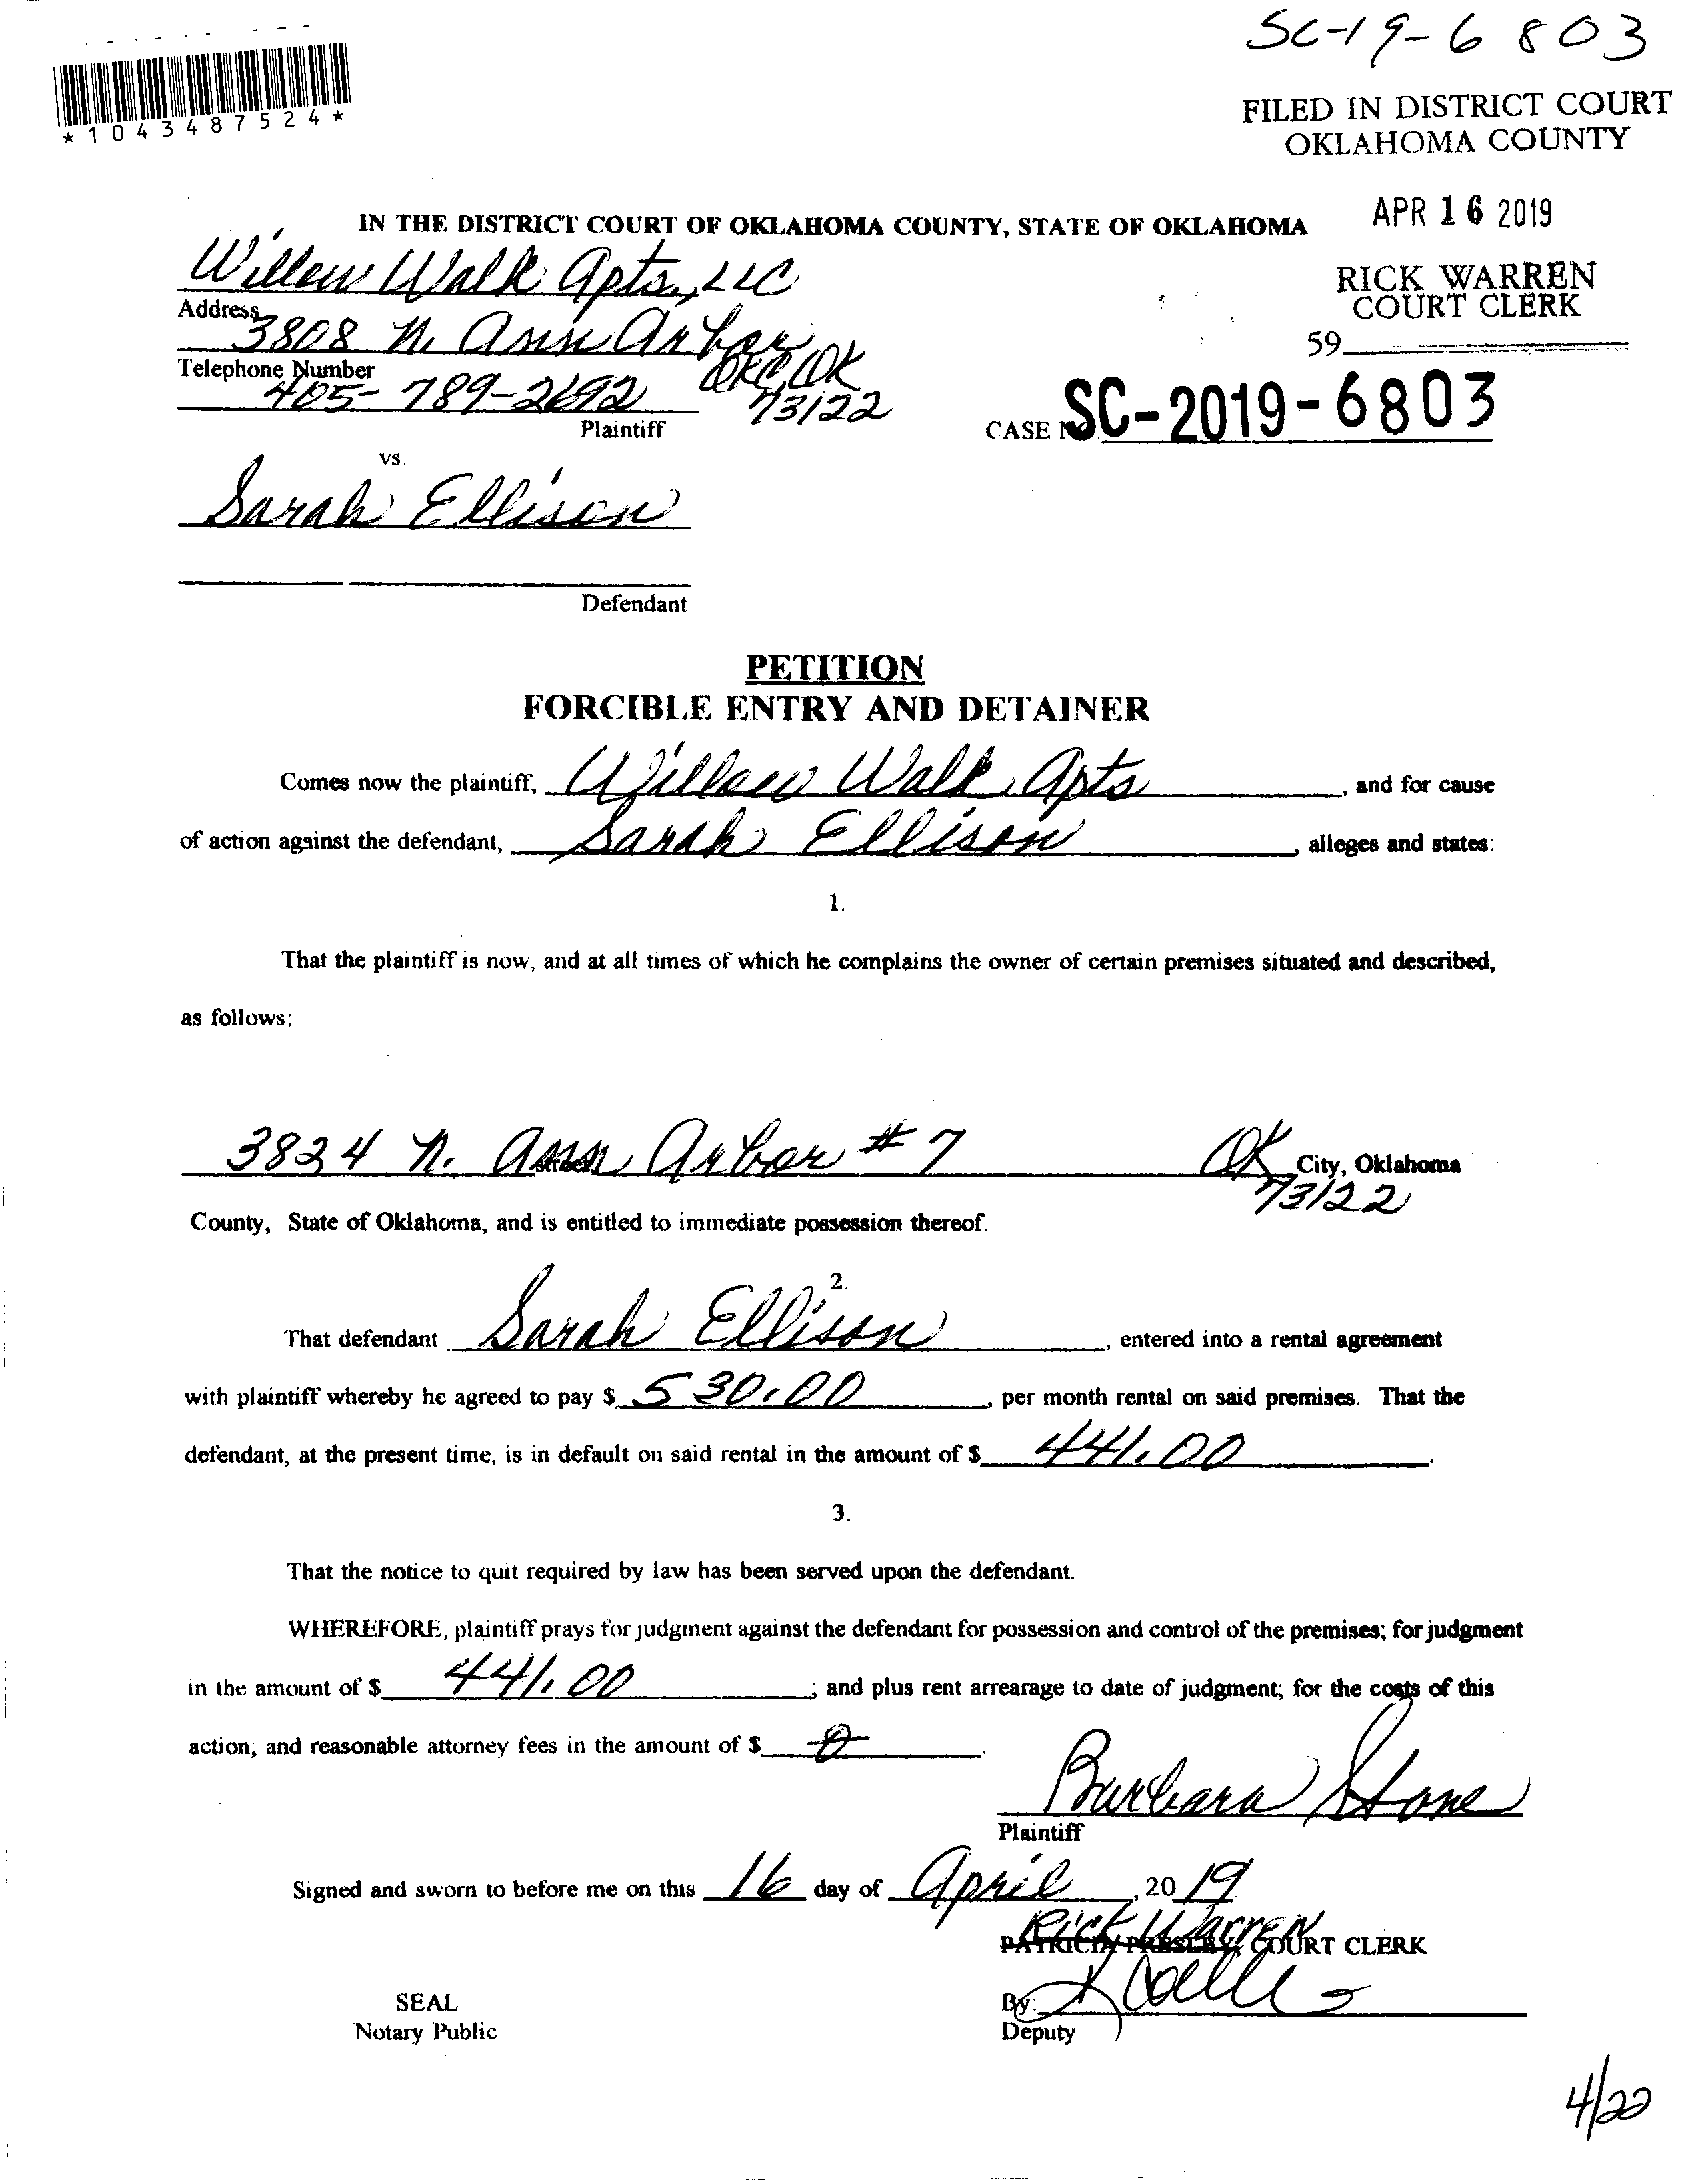 SC-19-6803
*1043487524*
FILED IN DISTRICT COURT
OKLAHOMA COUNTY
APR 16 2019
RICK WARREN
COURT CLERK
59
IN THE DISTRICT COURT OF OKLAHOMA COUNTY, STATE OF OKLAHOMA
Willow Walk Apts, LLC
Address
3808 N. Ann Arbor
OKC, OK
73122
Telephone Number
405-789-2692
Plaintiff
CASE NO SC-2019-6803
vs.
Sarah Ellison
Defendant
PETITION
FORCIBLE ENTRY AND DETAINER
Comes now the plaintiff, Willow Walk Apts, and for cause
of action against the defendant, Sarah Ellison, alleges and states:
1.
That the plaintiff is now, and at all times of which he complains the owner of certain premises situated and described,
as follows;
3824 N. Ann Arbor #7 OK City, Oklahoma
73122
County, State of Oklahoma, and is entitled to immediate possession thereof.
2.
That defendant Sarah Ellison, entered into a rental agreement
with plaintiff whereby he agreed to pay $ 530.00, per month rental on said premises. That the
defendant, at the present time, is in default on said rental in the amount of $ 441.00.
3.
That the notice to quit required by law has been served upon the defendant.
WHEREFORE, plaintiff prays for judgment against the defendant for possession and control of the premises; for judgment
in the amount of $ 441.00; and plus rent arrearage to date of judgment; for the costs of this
action, and reasonable attorney fees in the amount of $ 0.
Barbara Stone
Plaintiff
Signed and sworn to before me on this 16 day of April, 2019
Rick Warren
PATRICIA PRESLEY, COURT CLERK
SEAL
Notary Public
By:
Deputy
4/22